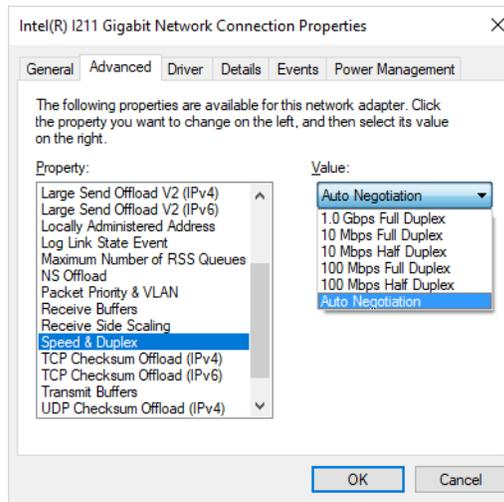 Intel(R) I211 Gigabit Network Connection Properties
General Advanced Driver Details Events Power Management
The following properties are available for this network adapter. Click
the property you want to change on the left, and then select its value
on the right.
Property:
Large Send Offload V2 (IPv4)
Large Send Offload V2 (IPv6)
Locally Administered Address
Log Link State Event
Maximum Number of RSS Queues
NS Offload
Packet Priority & VLAN
Receive Buffers
Receive Side Scaling
Speed & Duplex
TCP Checksum Offload (IPv4)
TCP Checksum Offload (IPv6)
Transmit Buffers
UDP Checksum Offload (IPv4)
Value:
Auto Negotiation
1.0 Gbps Full Duplex
10 Mbps Full Duplex
10 Mbps Half Duplex
100 Mbps Full Duplex
100 Mbps Half Duplex
Auto Negotiation
OK Cancel